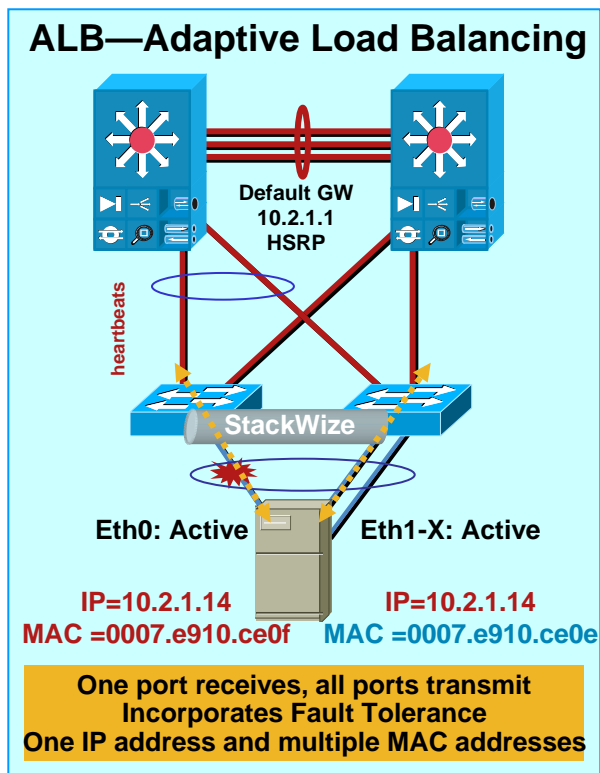 ALB—Adaptive Load Balancing
Default GW
10.2.1.1
HSRP
heartbeats
StackWize
Eth0: Active
Eth1-X: Active
IP=10.2.1.14
MAC =0007.e910.ce0f
IP=10.2.1.14
MAC =0007.e910.ce0e
One port receives, all ports transmit
Incorporates Fault Tolerance
One IP address and multiple MAC addresses